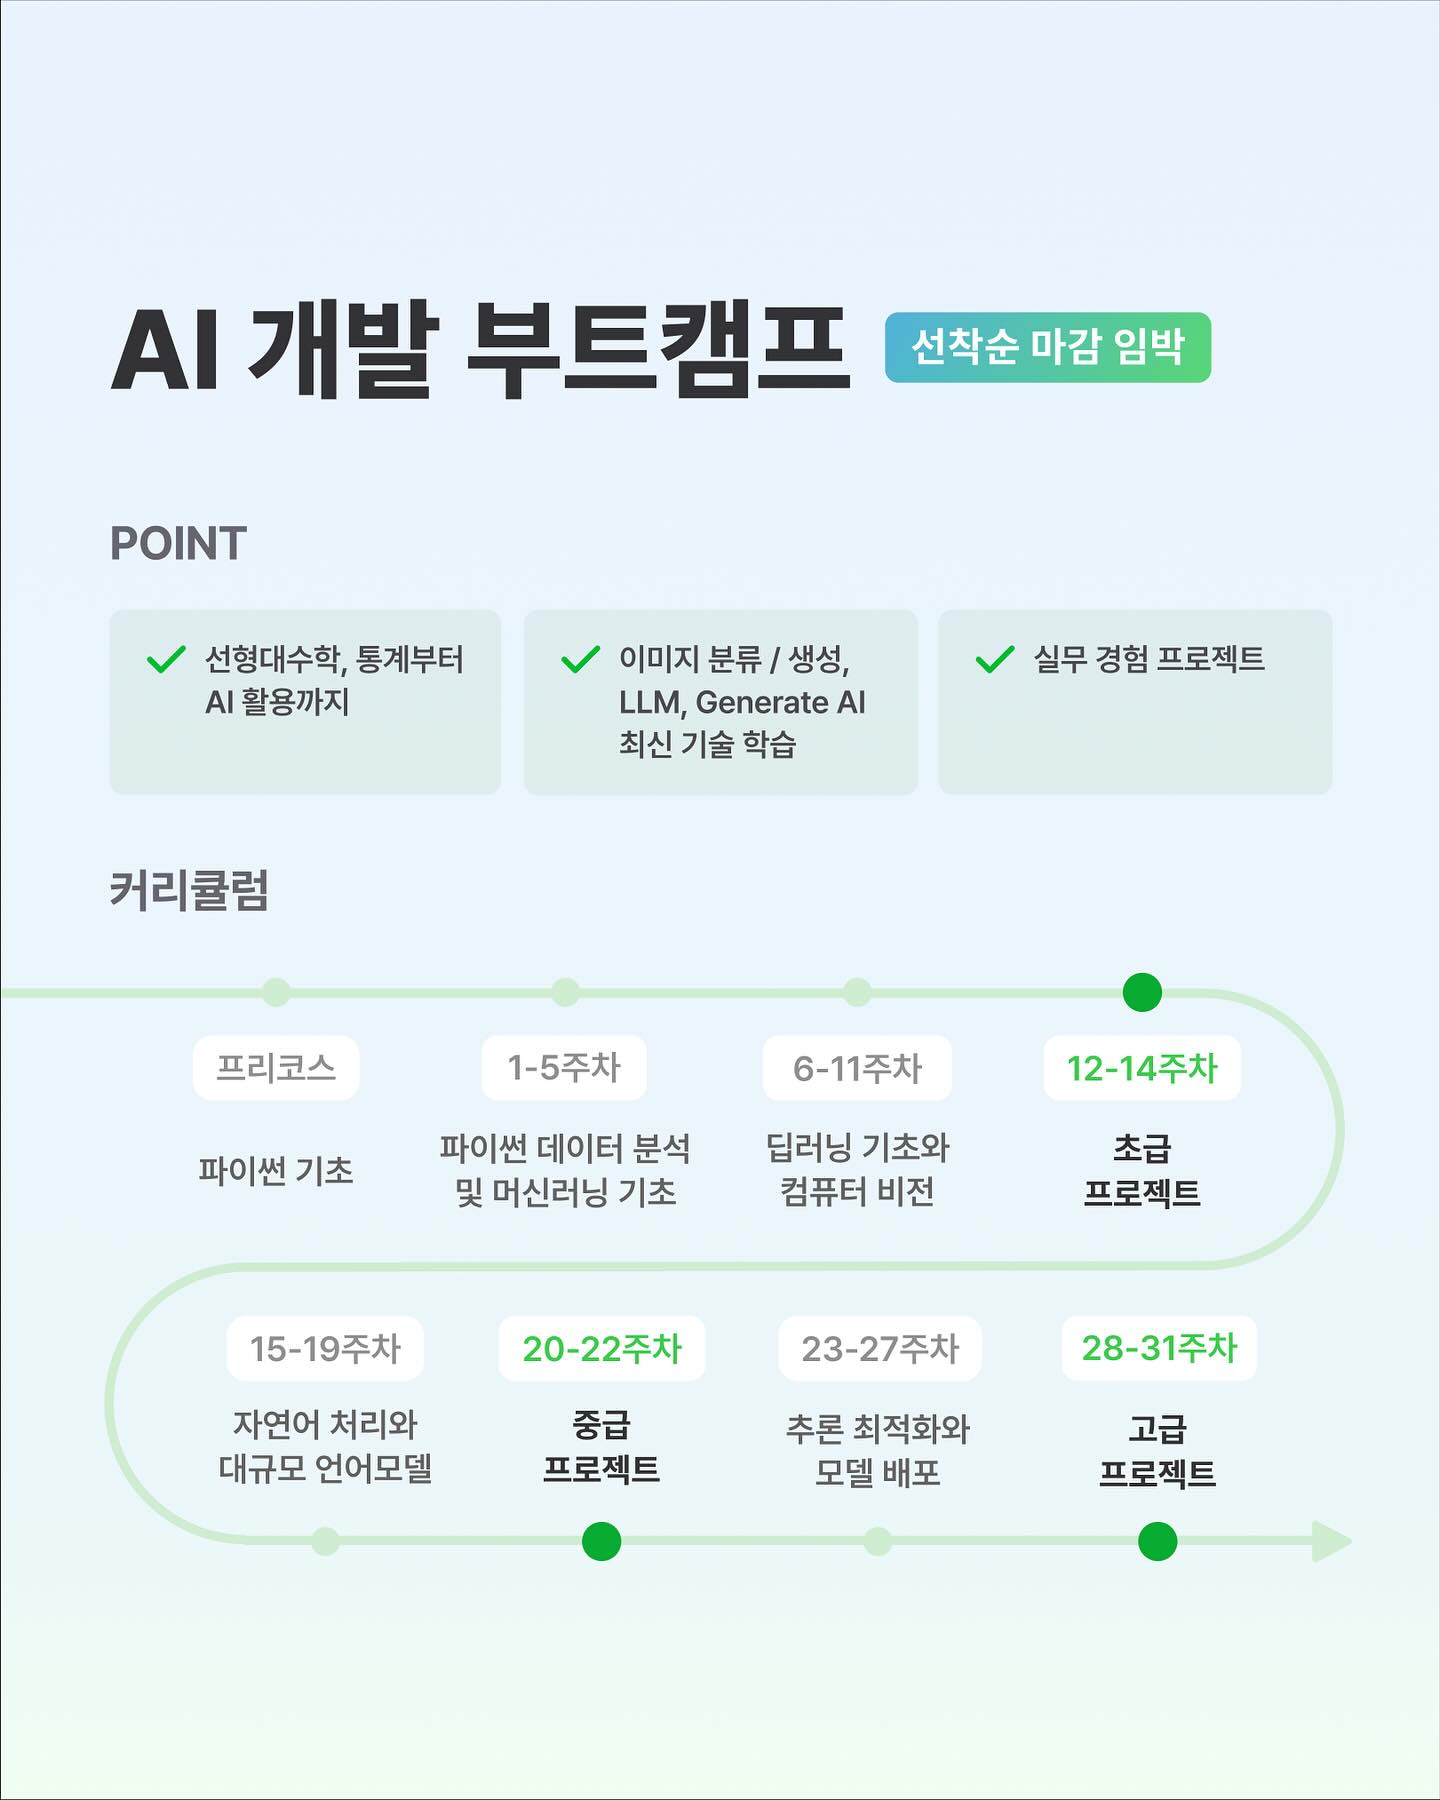 AI 개발 부트캠프
선착순 마감 임박
POINT
선형대수학, 통계부터
AI 활용까지
이미지 분류 / 생성,
LLM, Generate AI
최신 기술 학습
실무 경험 프로젝트
커리큘럼
프리코스
파이썬 기초
1-5주차
파이썬 데이터 분석
및 머신러닝 기초
6-11주차
딥러닝 기초와
컴퓨터 비전
12-14주차
초급
프로젝트
15-19주차
자연어 처리와
대규모 언어모델
20-22주차
중급
프로젝트
23-27주차
추론 최적화와
모델 배포
28-31주차
고급
프로젝트